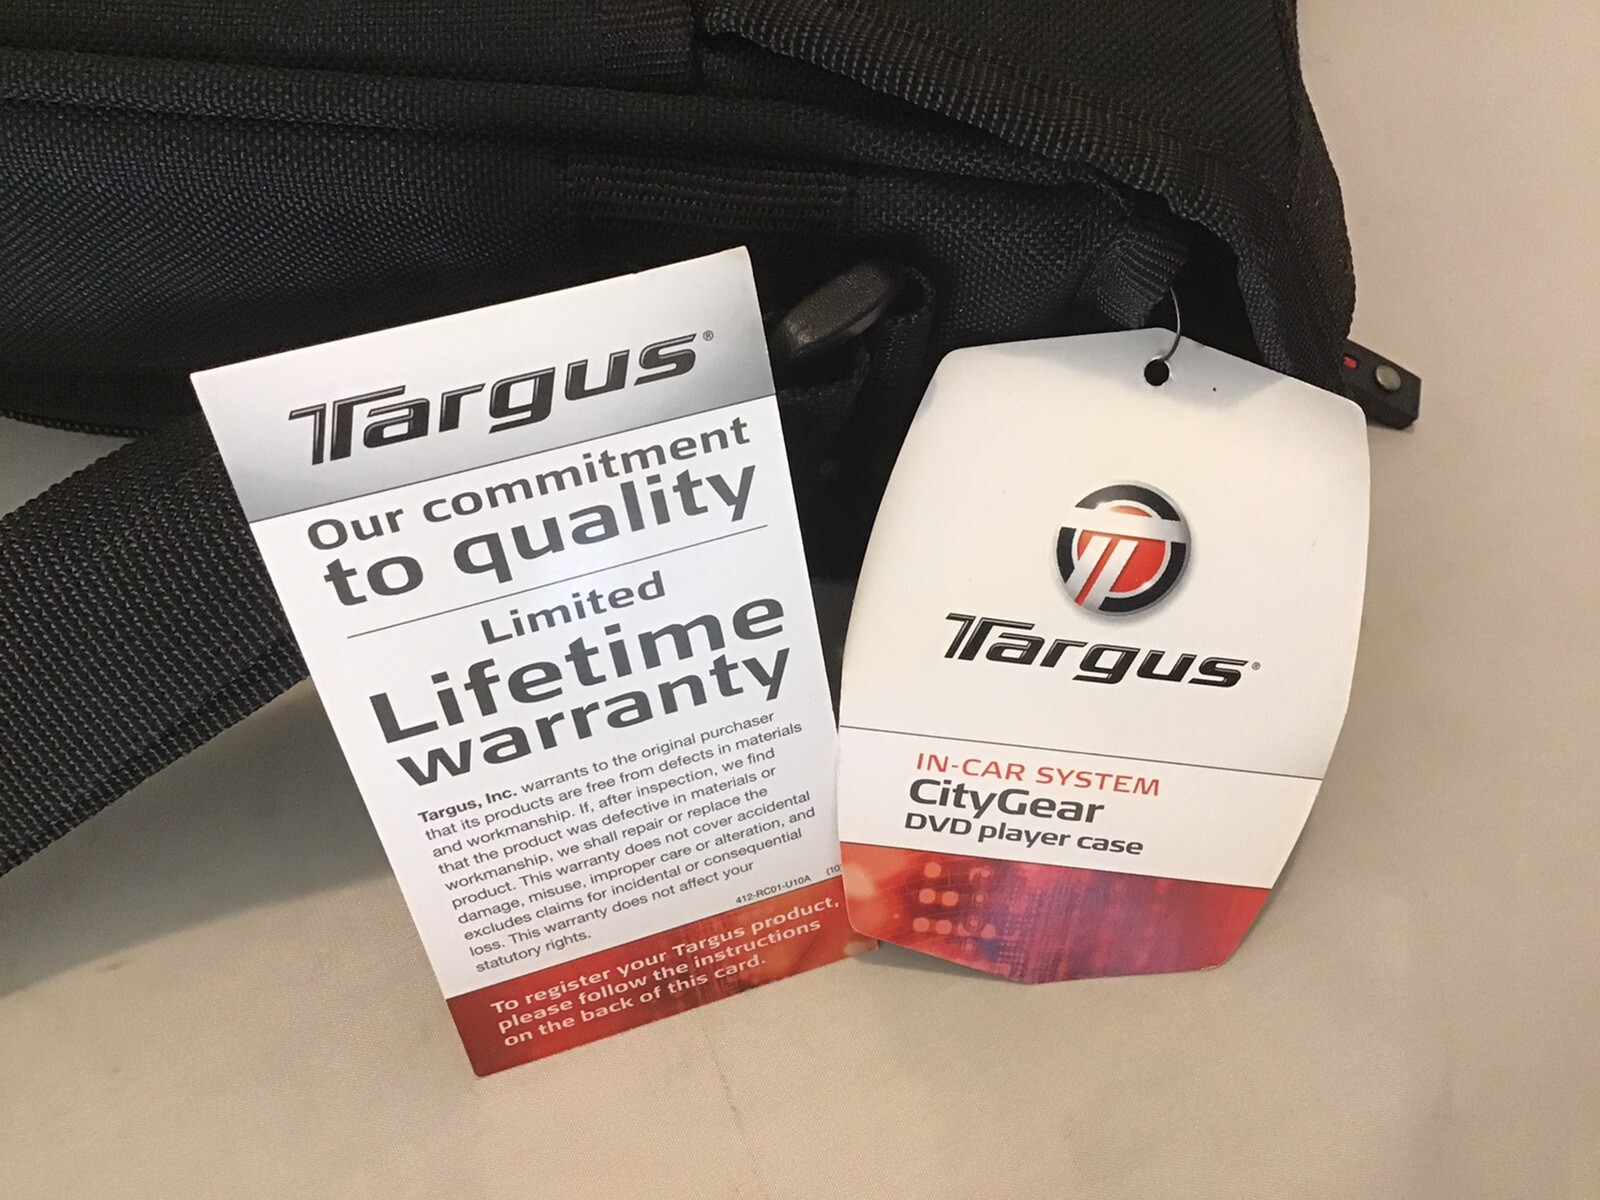 Targus®
Our commitment
to quality
Limited
Lifetime
warranty
Targus, Inc. warrants to the original purchaser
that its products are free from defects in materials
and workmanship. If, after inspection, we find
that the product was defective in materials or
workmanship, we shall repair or replace the
product. This warranty does not cover accidental
damage, misuse, improper care or alteration, and
excludes claims for incidental or consequential
loss. This warranty does not affect your
statutory rights.
412-RC01-U10A (10
To register your Targus product,
please follow the instructions
on the back of this card.
Targus®
IN-CAR SYSTEM
CityGear
DVD player case